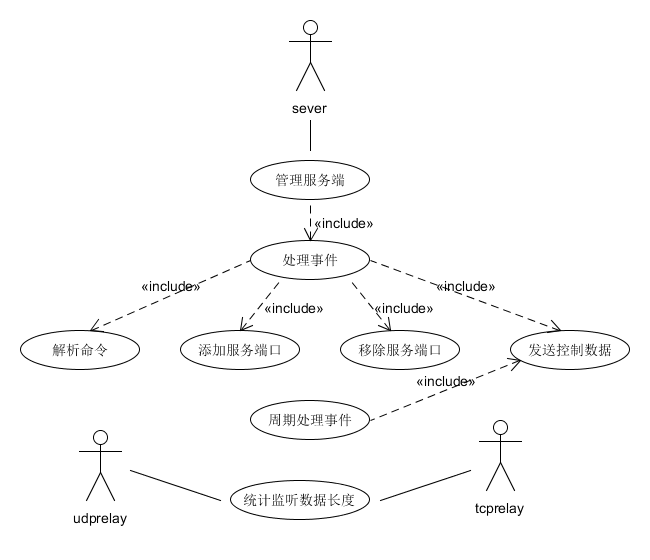 sever
管理服务端
«include»
处理事件
«include»
«include»
«include»
«include»
解析命令
添加服务端口
移除服务端口
发送控制数据
«include»
周期处理事件
统计监听数据长度
udprelay
tcprelay